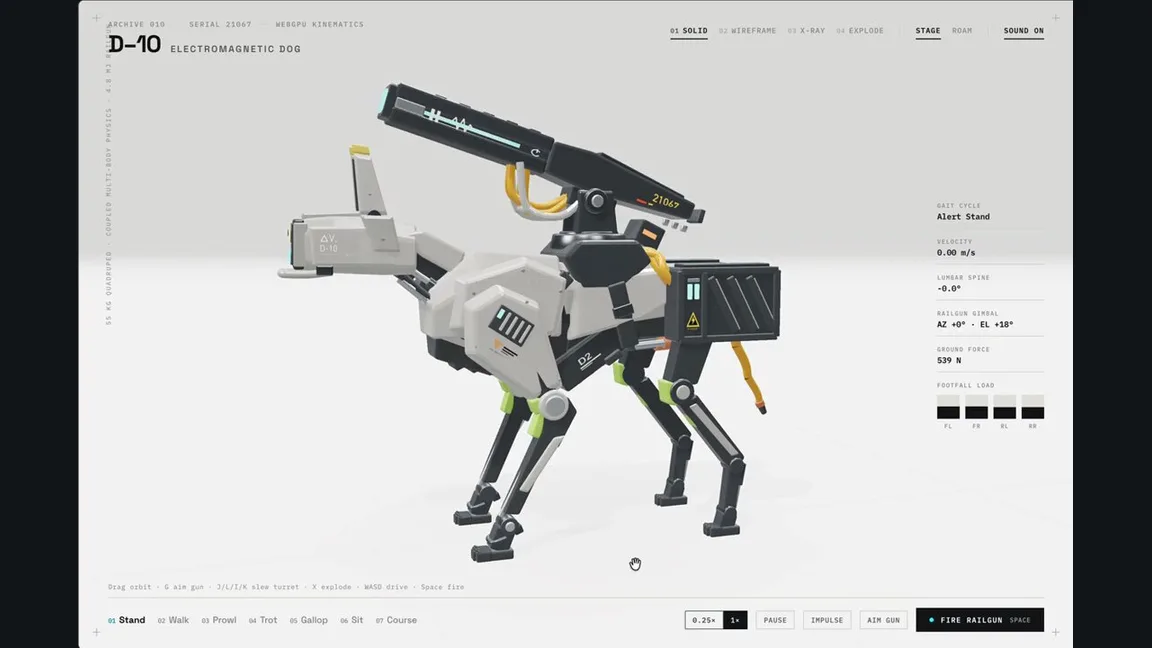 ARCHIVE 010 SERIAL 21067 WEBGPU KINEMATICS
D-10 ELECTROMAGNETIC DOG
01 SOLID 02 WIREFRAME 03 X-RAY 04 EXPLODE STAGE ROAM SOUND ON
55 KG QUADRUPED · COUPLED MULTI-BODY PHYSICS · 4.8 MJ RAILGUN
21067
D-10
D2
GAIT CYCLE
Alert Stand
VELOCITY
0.00 m/s
LUMBAR SPINE
-0.0°
RAILGUN GIMBAL
AZ +0° · EL +18°
GROUND FORCE
539 N
FOOTFALL LOAD
FL FR RL RR
Drag orbit · G aim gun · J/L/I/K slew turret · X explode · WASD drive · Space fire
01 Stand 02 Walk 03 Prowl 04 Trot 05 Gallop 06 Sit 07 Course
0.25× 1× PAUSE IMPULSE AIM GUN FIRE RAILGUN SPACE